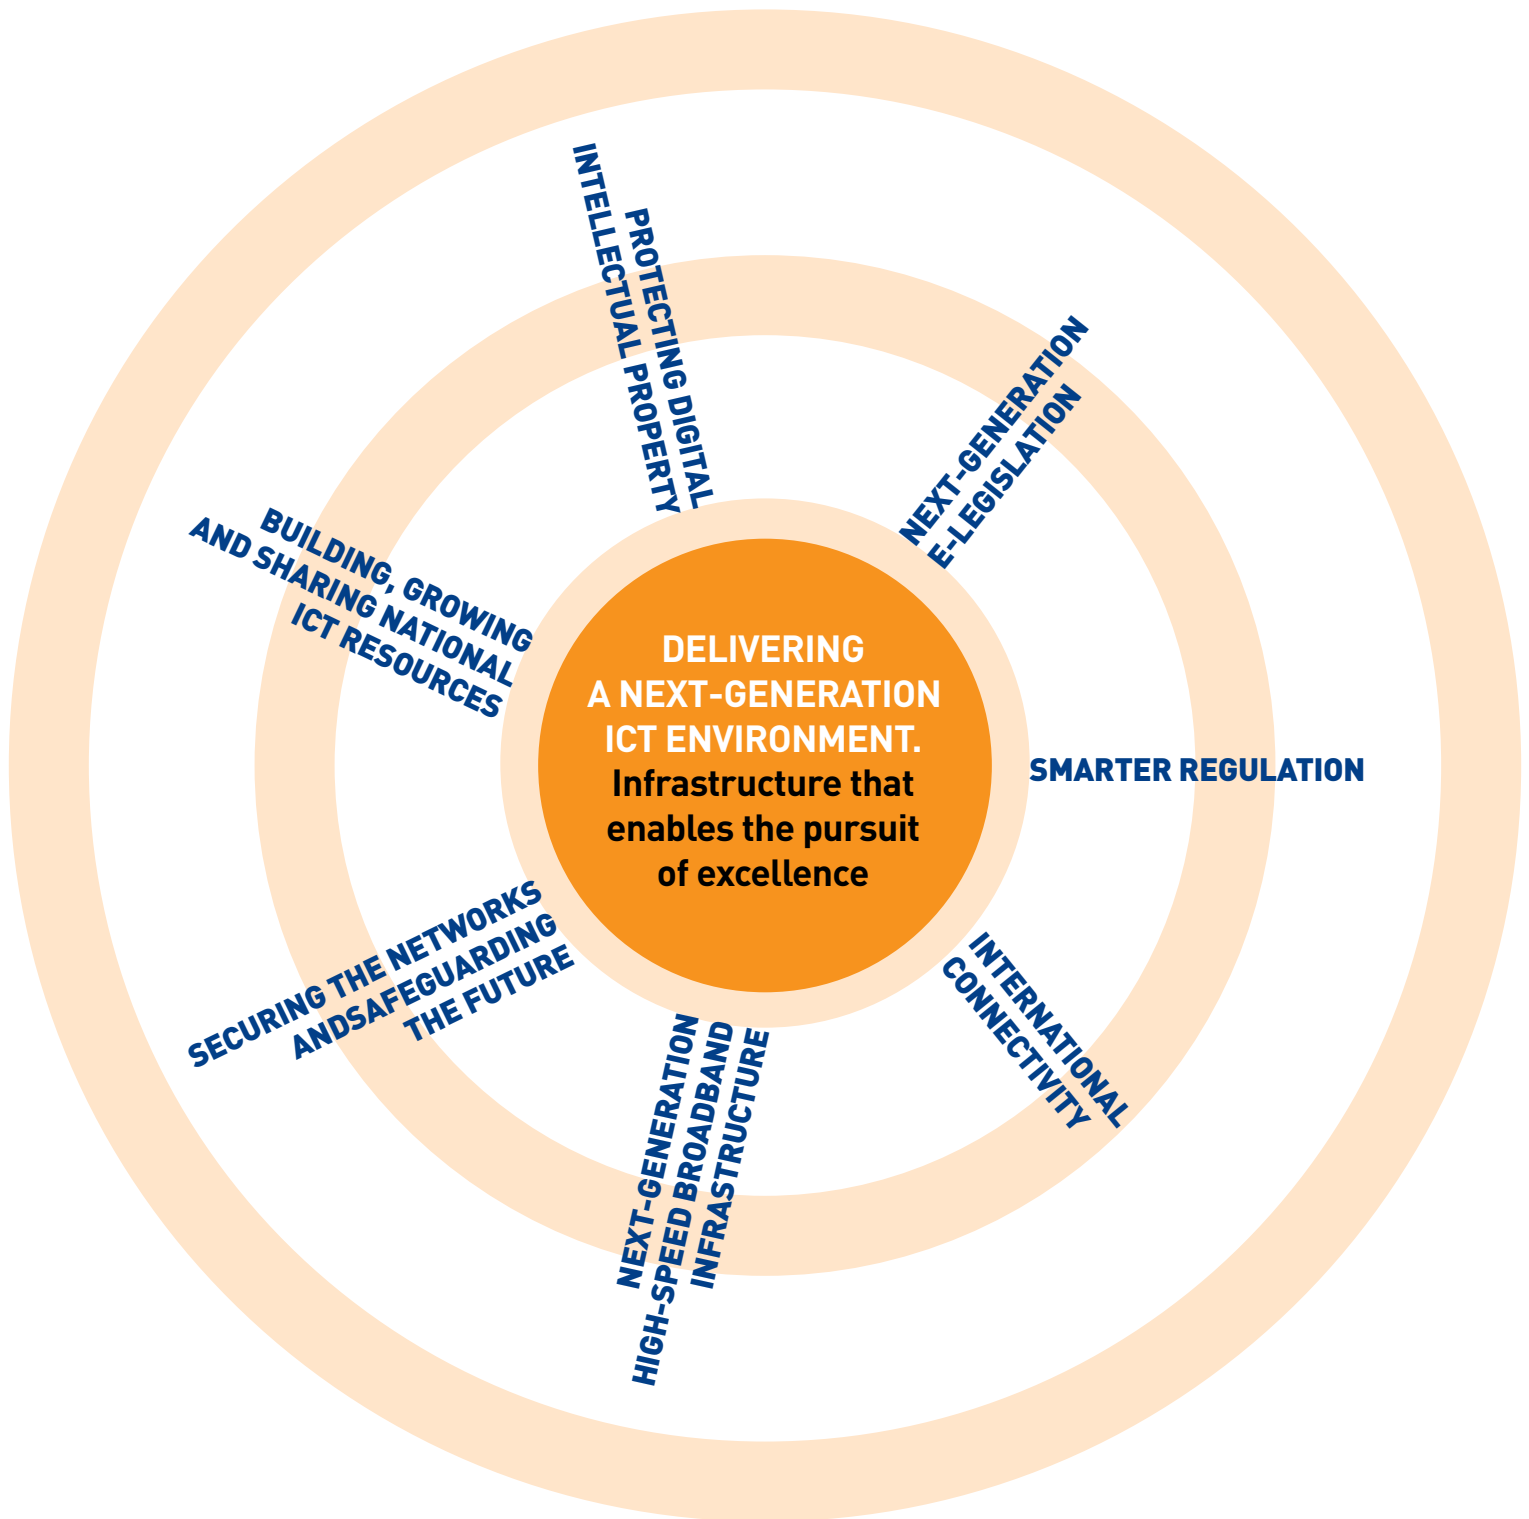 DELIVERING
A NEXT-GENERATION
ICT ENVIRONMENT.
Infrastructure that
enables the pursuit
of excellence
NEXT-GENERATION
E-LEGISLATION
SMARTER REGULATION
INTERNATIONAL
CONNECTIVITY
NEXT-GENERATION
HIGH-SPEED BROADBAND
INFRASTRUCTURE
SECURING THE NETWORKS
ANDSAFEGUARDING
THE FUTURE
BUILDING, GROWING
AND SHARING NATIONAL
ICT RESOURCES
PROTECTING DIGITAL
INTELLECTUAL PROPERTY